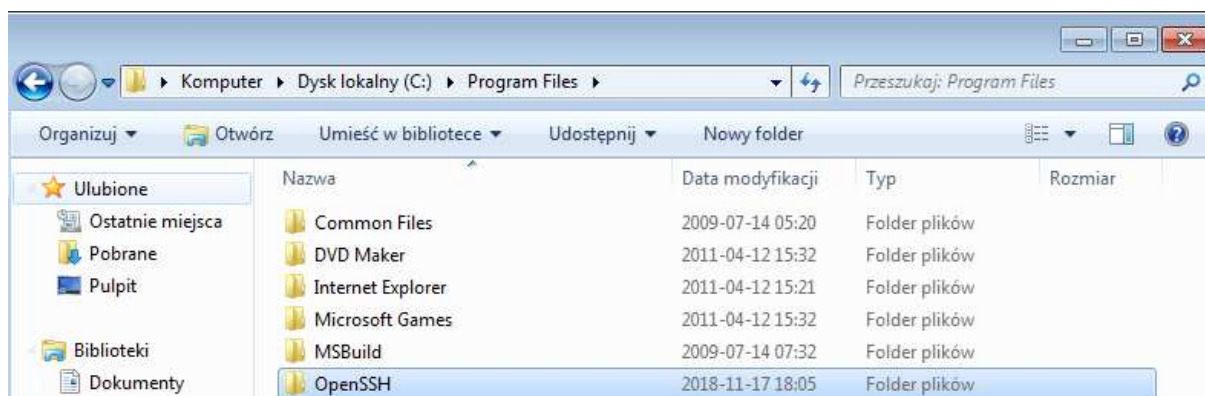 Komputer Dysk lokalny (C:) Program Files Przeszukaj: Program Files
Organizuj Otwórz Umieść w bibliotece Udostępnij Nowy folder
Ulubione
Ostatnie miejsca
Pobrane
Pulpit
Biblioteki
Dokumenty
Nazwa Data modyfikacji Typ Rozmiar
Common Files 2009-07-14 05:20 Folder plików
DVD Maker 2011-04-12 15:32 Folder plików
Internet Explorer 2011-04-12 15:21 Folder plików
Microsoft Games 2011-04-12 15:32 Folder plików
MSBuild 2009-07-14 07:32 Folder plików
OpenSSH 2018-11-17 18:05 Folder plików